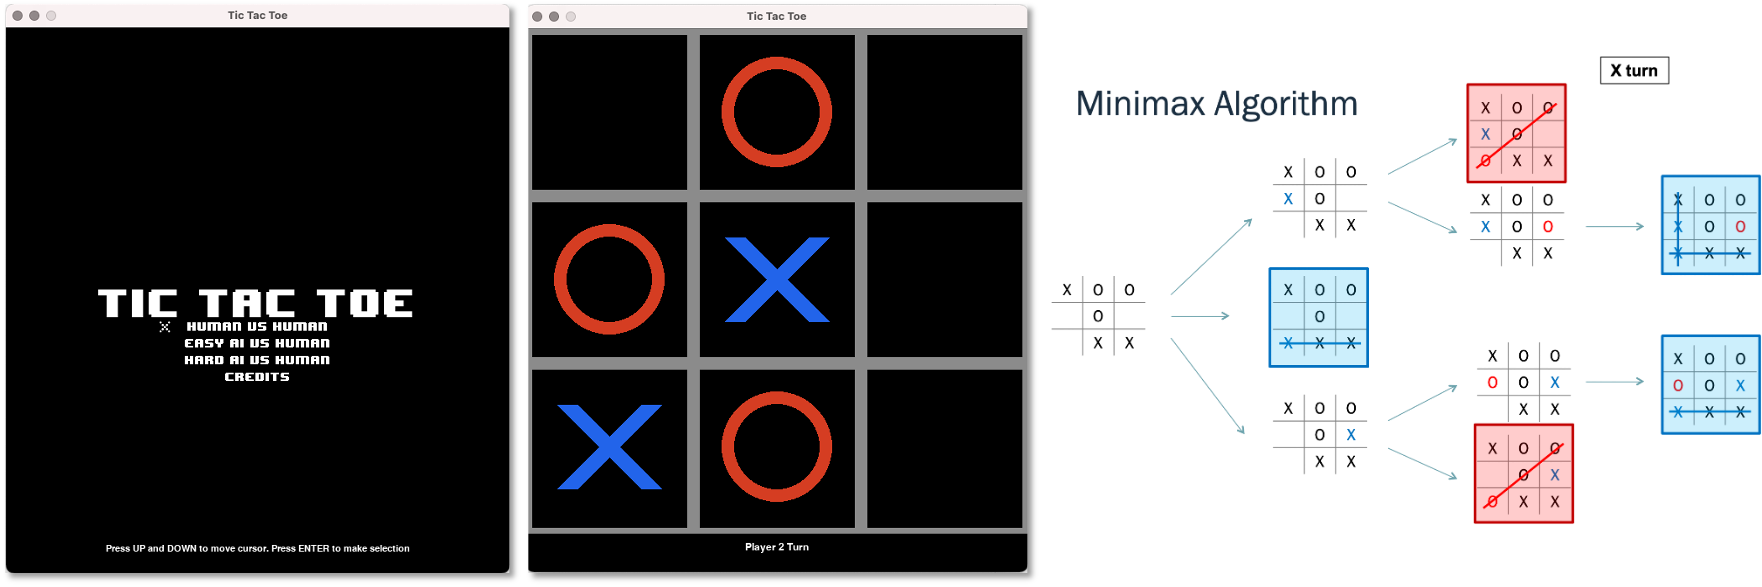 Tic Tac Toe
TIC TAC TOE
HUMAN VS HUMAN
EASY AI VS HUMAN
HARD AI VS HUMAN
CREDITS
Press UP and DOWN to move cursor. Press ENTER to make selection
Tic Tac Toe
O
O X
X O
Player 2 Turn
Minimax Algorithm
X turn
X O O
O
X X
X O O
X O
X X
X O O
O
X X X
X O O
O X
X X
X O O
X O
O X X
X O O
X O O
X X
X O O
O O X
X X
X O O
O X
O X X
X O O
X O O
X X X
X O O
O O X
X X X